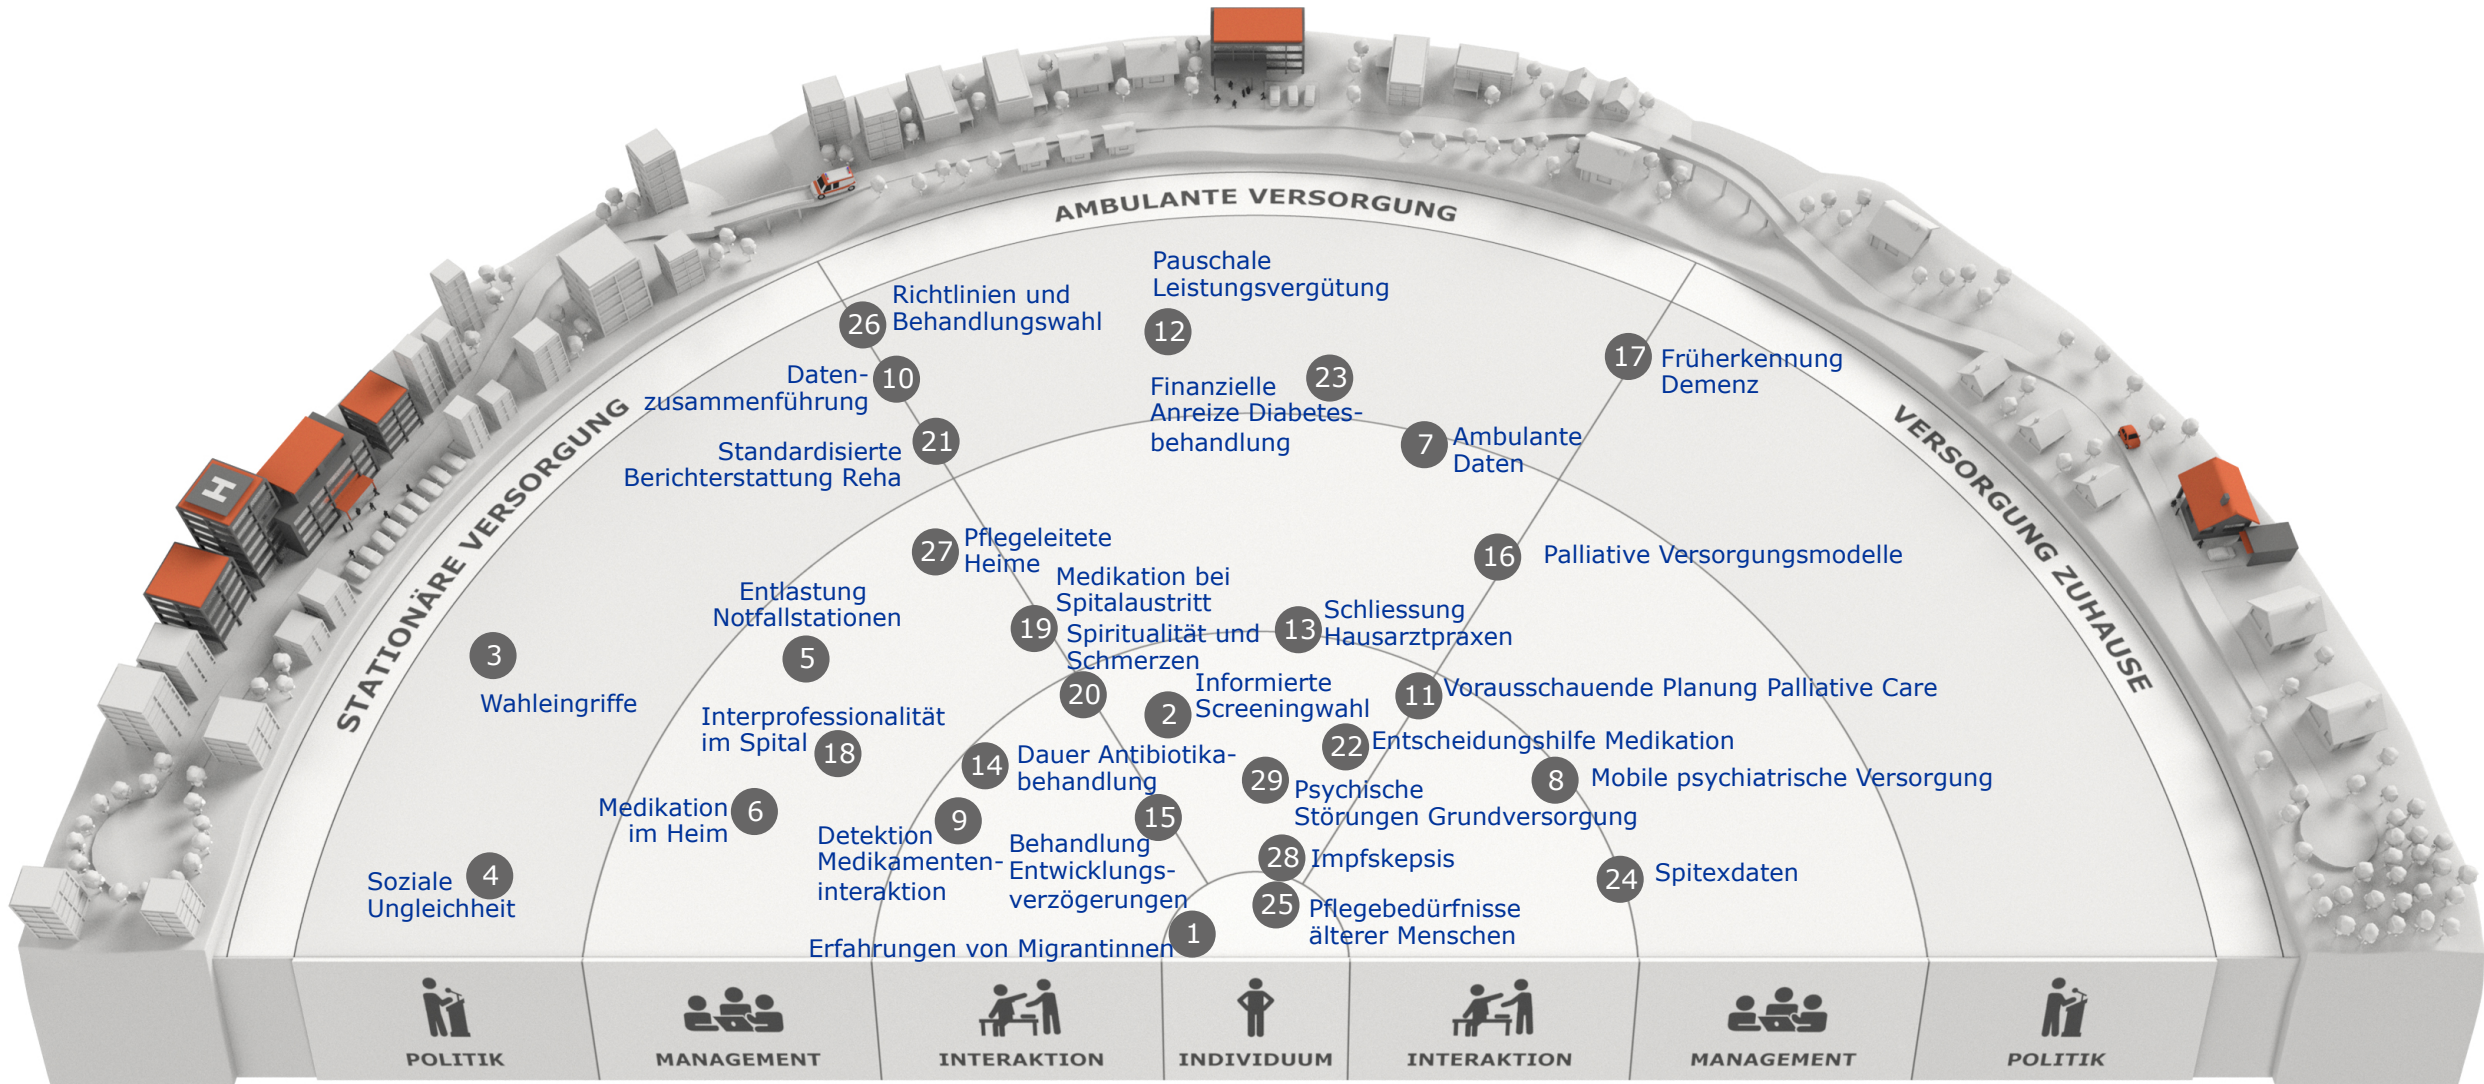 AMBULANTE VERSORGUNG
STATIONÄRE VERSORGUNG
VERSORGUNG ZUHAUSE
H
Pauschale
Leistungsvergütung
12
Richtlinien und
Behandlungswahl
26
Daten-
zusammenführung
10
Finanzielle
Anreize Diabetes-
behandlung
23
17
Früherkennung
Demenz
Standardisierte
Berichterstattung Reha
21
7
Ambulante
Daten
27
Pflegeleitete
Heime
16
Palliative Versorgungsmodelle
Medikation bei
Spitalaustritt
19
Entlastung
Notfallstationen
5
Spiritualität und
Schmerzen
20
13
Schliessung
Hausarztpraxen
3
Wahleingriffe
Informierte
Screeningwahl
2
11
Vorausschauende Planung Palliative Care
Interprofessionalität
im Spital
18
22
Entscheidungshilfe Medikation
14
Dauer Antibiotika-
behandlung
29
Psychische
Störungen Grundversorgung
8
Mobile psychiatrische Versorgung
Medikation
im Heim
6
9
Detektion
Medikamenten-
interaktion
15
Behandlung
Entwicklungs-
verzögerungen
28
Impfskepsis
24
Spitexdaten
4
Soziale
Ungleichheit
25
Pflegebedürfnisse
älterer Menschen
1
Erfahrungen von Migrantinnen
POLITIK
MANAGEMENT
INTERAKTION
INDIVIDUUM
INTERAKTION
MANAGEMENT
POLITIK